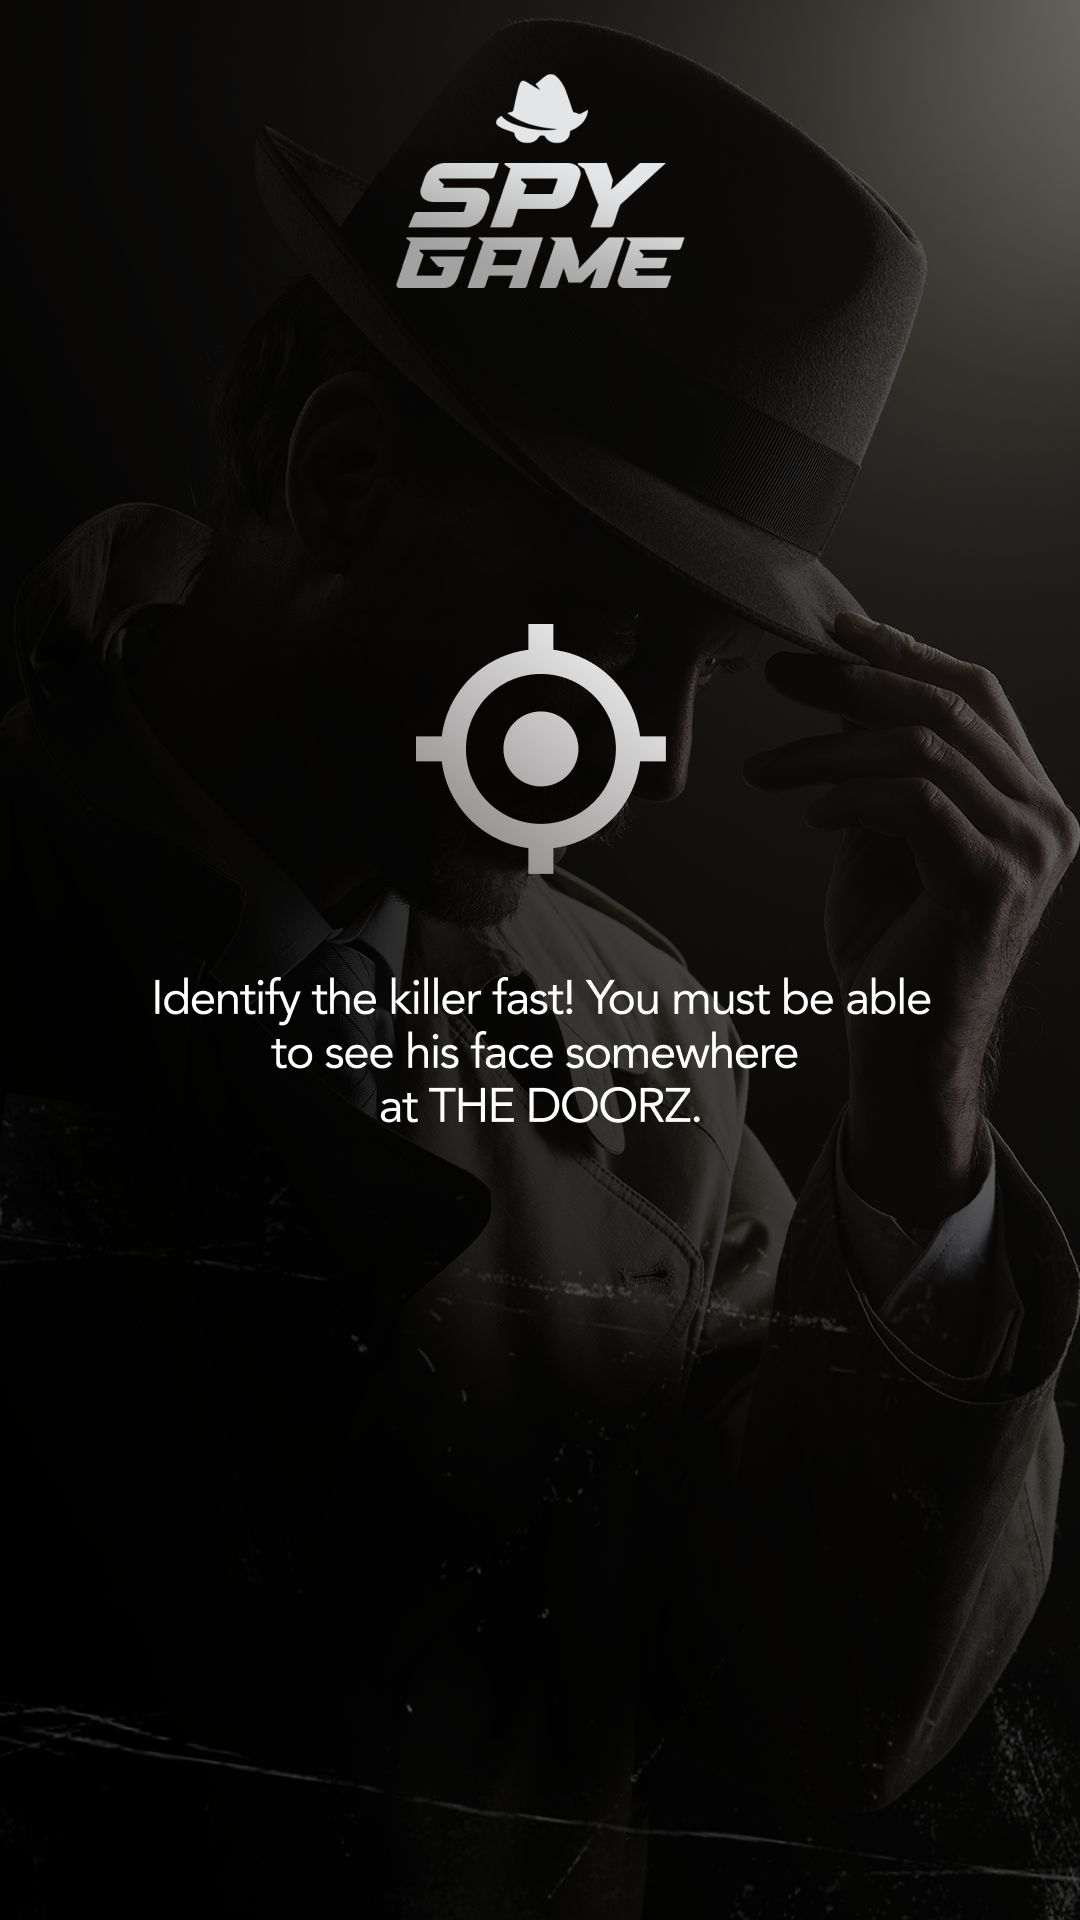 SPY
GAME
Identify the killer fast! You must be able
to see his face somewhere
at THE DOORZ.